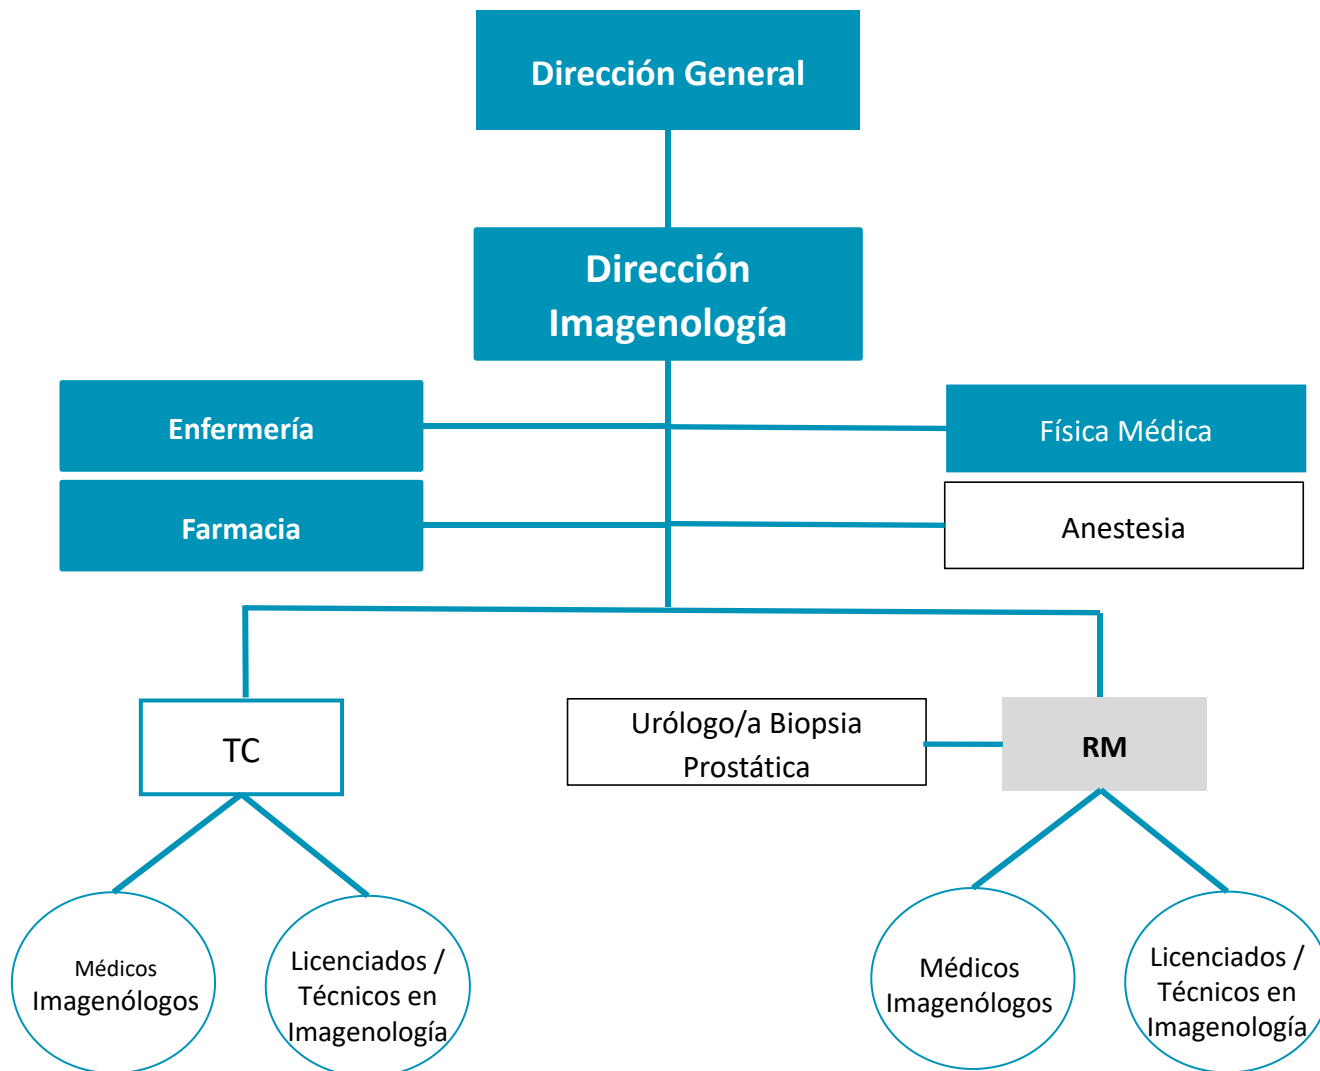 Dirección General
Dirección
Imagenología
Enfermería
Física Médica
Farmacia
Anestesia
TC
Urólogo/a Biopsia
Prostática
RM
Médicos
Imagenólogos
Licenciados /
Técnicos en
Imagenología
Médicos
Imagenólogos
Licenciados /
Técnicos en
Imagenología